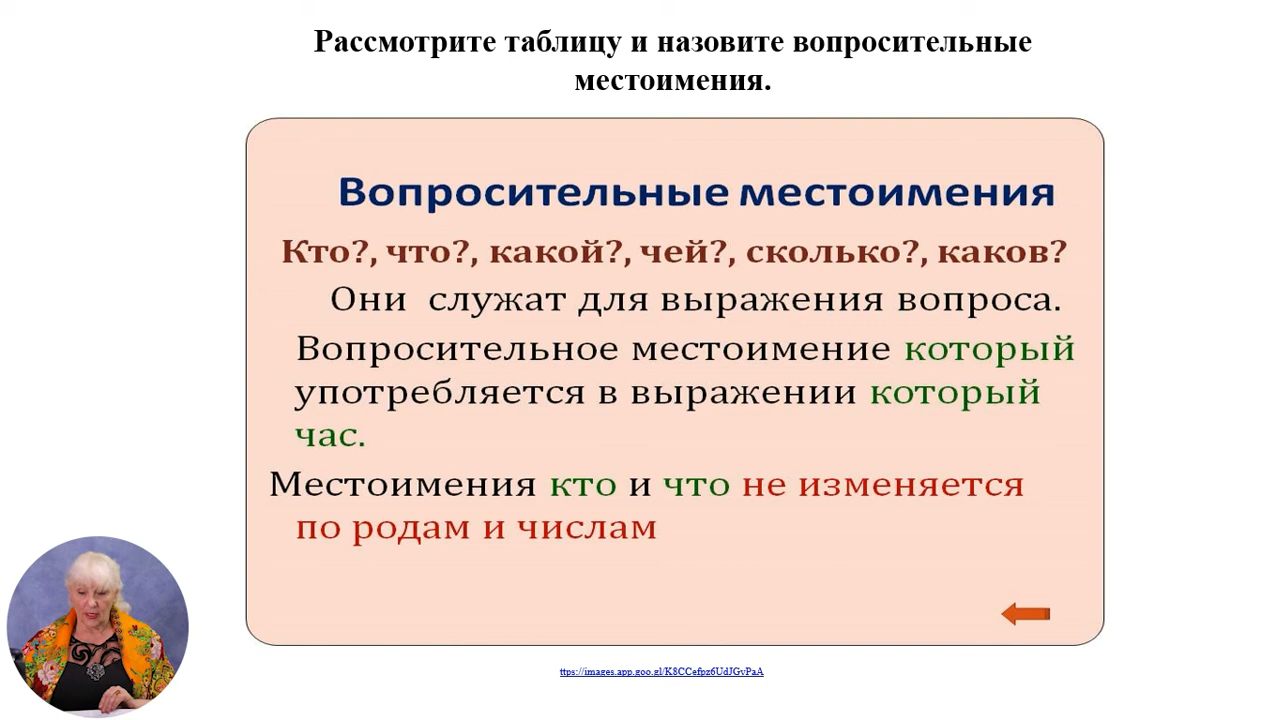 Рассмотрите таблицу и назовите вопросительные
местоимения.
Вопросительные местоимения
Кто?, что?, какой?, чей?, сколько?, каков?
Они служат для выражения вопроса.
Вопросительное местоимение который
употребляется в выражении который
час.
Местоимения кто и что не изменяется
по родам и числам
ttps://images.app.goo.gl/K8CCefpz6UdJGvPaA